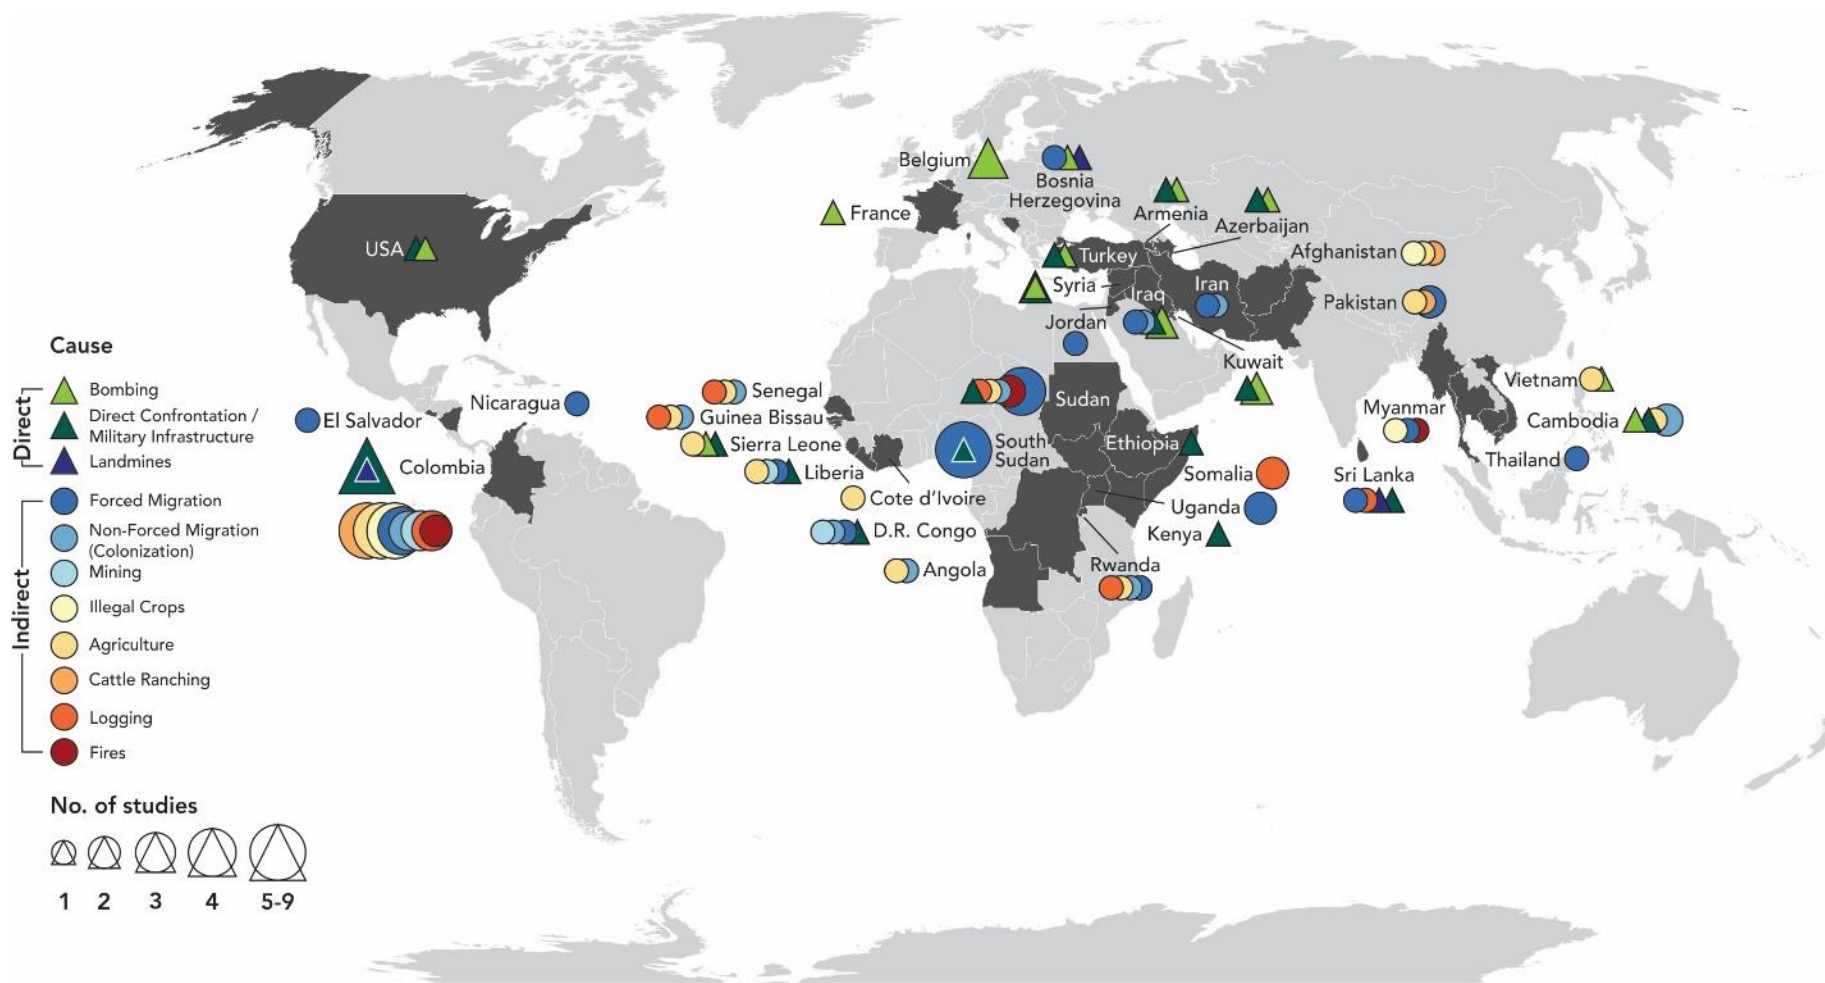 Belgium
Bosnia
Herzegovina
France
Armenia
Azerbaijan
USA
Turkey
Afghanistan
Syria
Iraq
Iran
Pakistan
Jordan
Kuwait
Cause
Direct
Bombing
Direct Confrontation /
Military Infrastructure
Landmines
Indirect
Forced Migration
Non-Forced Migration
(Colonization)
Mining
Illegal Crops
Agriculture
Cattle Ranching
Logging
Fires
No. of studies
1 2 3 4 5-9
El Salvador
Nicaragua
Colombia
Senegal
Guinea Bissau
Sierra Leone
Liberia
Cote d'Ivoire
D.R. Congo
Angola
Sudan
South
Sudan
Ethiopia
Somalia
Uganda
Kenya
Rwanda
Vietnam
Myanmar
Cambodia
Thailand
Sri Lanka